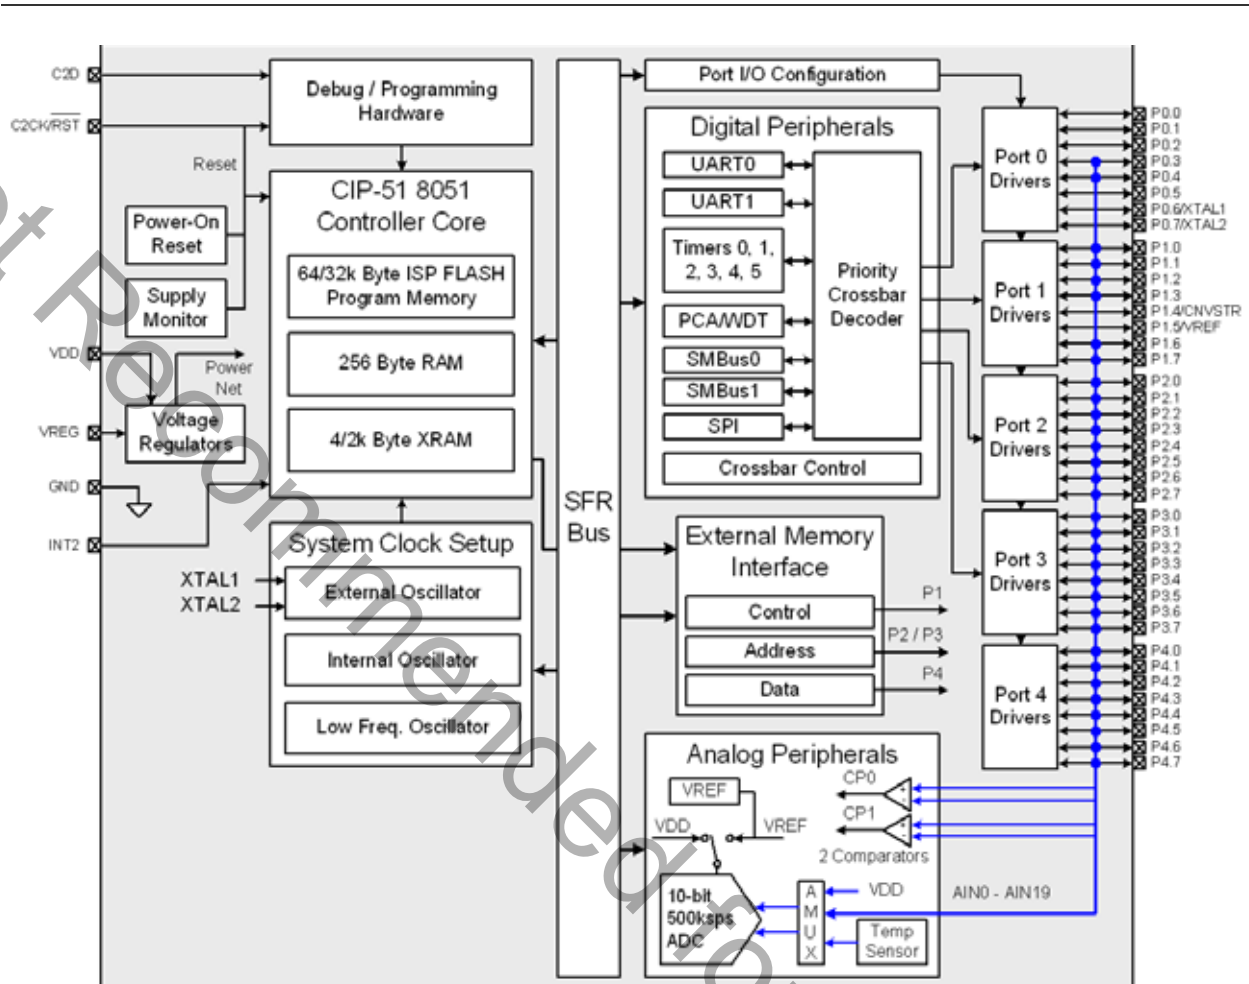 C2D
C2CK/RST
Reset
Debug / Programming
Hardware
CIP-51 8051
Controller Core
64/32k Byte ISP FLASH
Program Memory
256 Byte RAM
4/2k Byte XRAM
Power-On
Reset
Supply
Monitor
VDD
Power
Net
VREG
Voltage
Regulators
GND
INT2
System Clock Setup
XTAL1
XTAL2
External Oscillator
Internal Oscillator
Low Freq. Oscillator
SFR
Bus
Port I/O Configuration
Digital Peripherals
UART0
UART1
Timers 0, 1,
2, 3, 4, 5
PCA/WDT
SMBus0
SMBus1
SPI
Priority
Crossbar
Decoder
Crossbar Control
External Memory
Interface
Control
Address
Data
P1
P2 / P3
P4
Analog Peripherals
VREF
VDD
VREF
CP0
+
-
CP1
+
-
2 Comparators
10-bit
500ksps
ADC
A
M
U
X
VDD
Temp
Sensor
AIN0 - AIN19
Port 0
Drivers
Port 1
Drivers
Port 2
Drivers
Port 3
Drivers
Port 4
Drivers
P0.0
P0.1
P0.2
P0.3
P0.4
P0.5
P0.6/XTAL1
P0.7/XTAL2
P1.0
P1.1
P1.2
P1.3
P1.4/CNVSTR
P1.5/VREF
P1.6
P1.7
P2.0
P2.1
P2.2
P2.3
P2.4
P2.5
P2.6
P2.7
P3.0
P3.1
P3.2
P3.3
P3.4
P3.5
P3.6
P3.7
P4.0
P4.1
P4.2
P4.3
P4.4
P4.5
P4.6
P4.7
Recommended